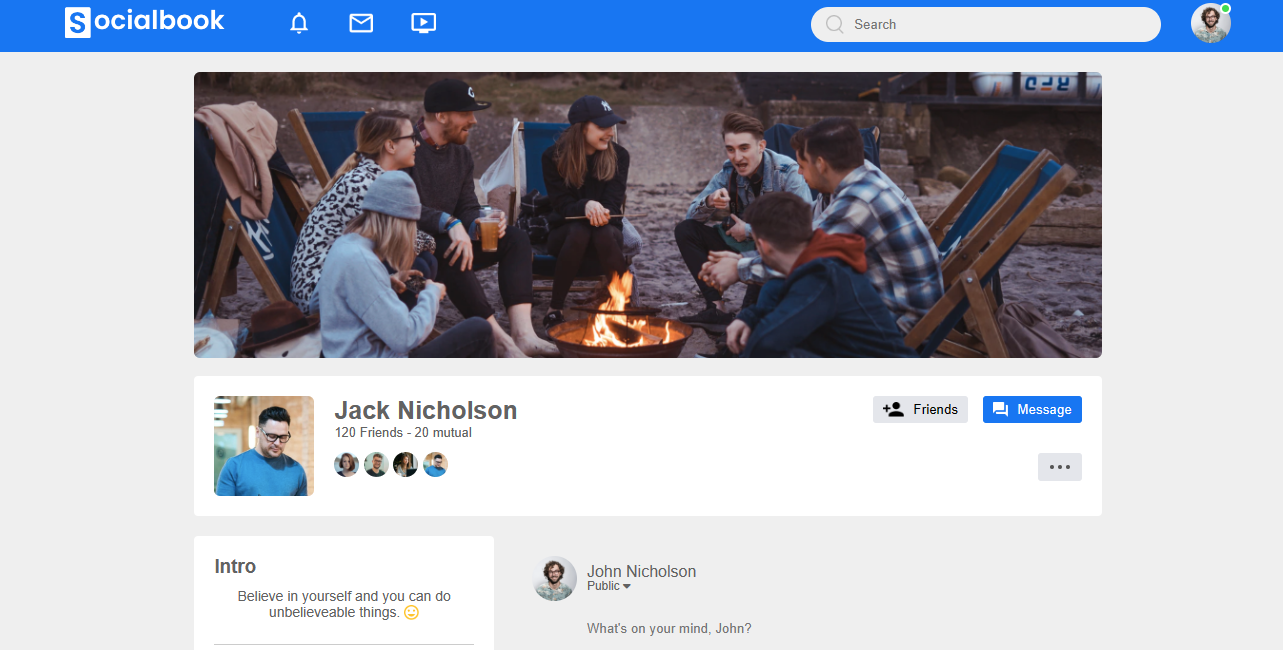 Socialbook
Search
Jack Nicholson
120 Friends - 20 mutual
Friends
Message
Intro
Believe in yourself and you can do
unbelieveable things.
John Nicholson
Public
What's on your mind, John?